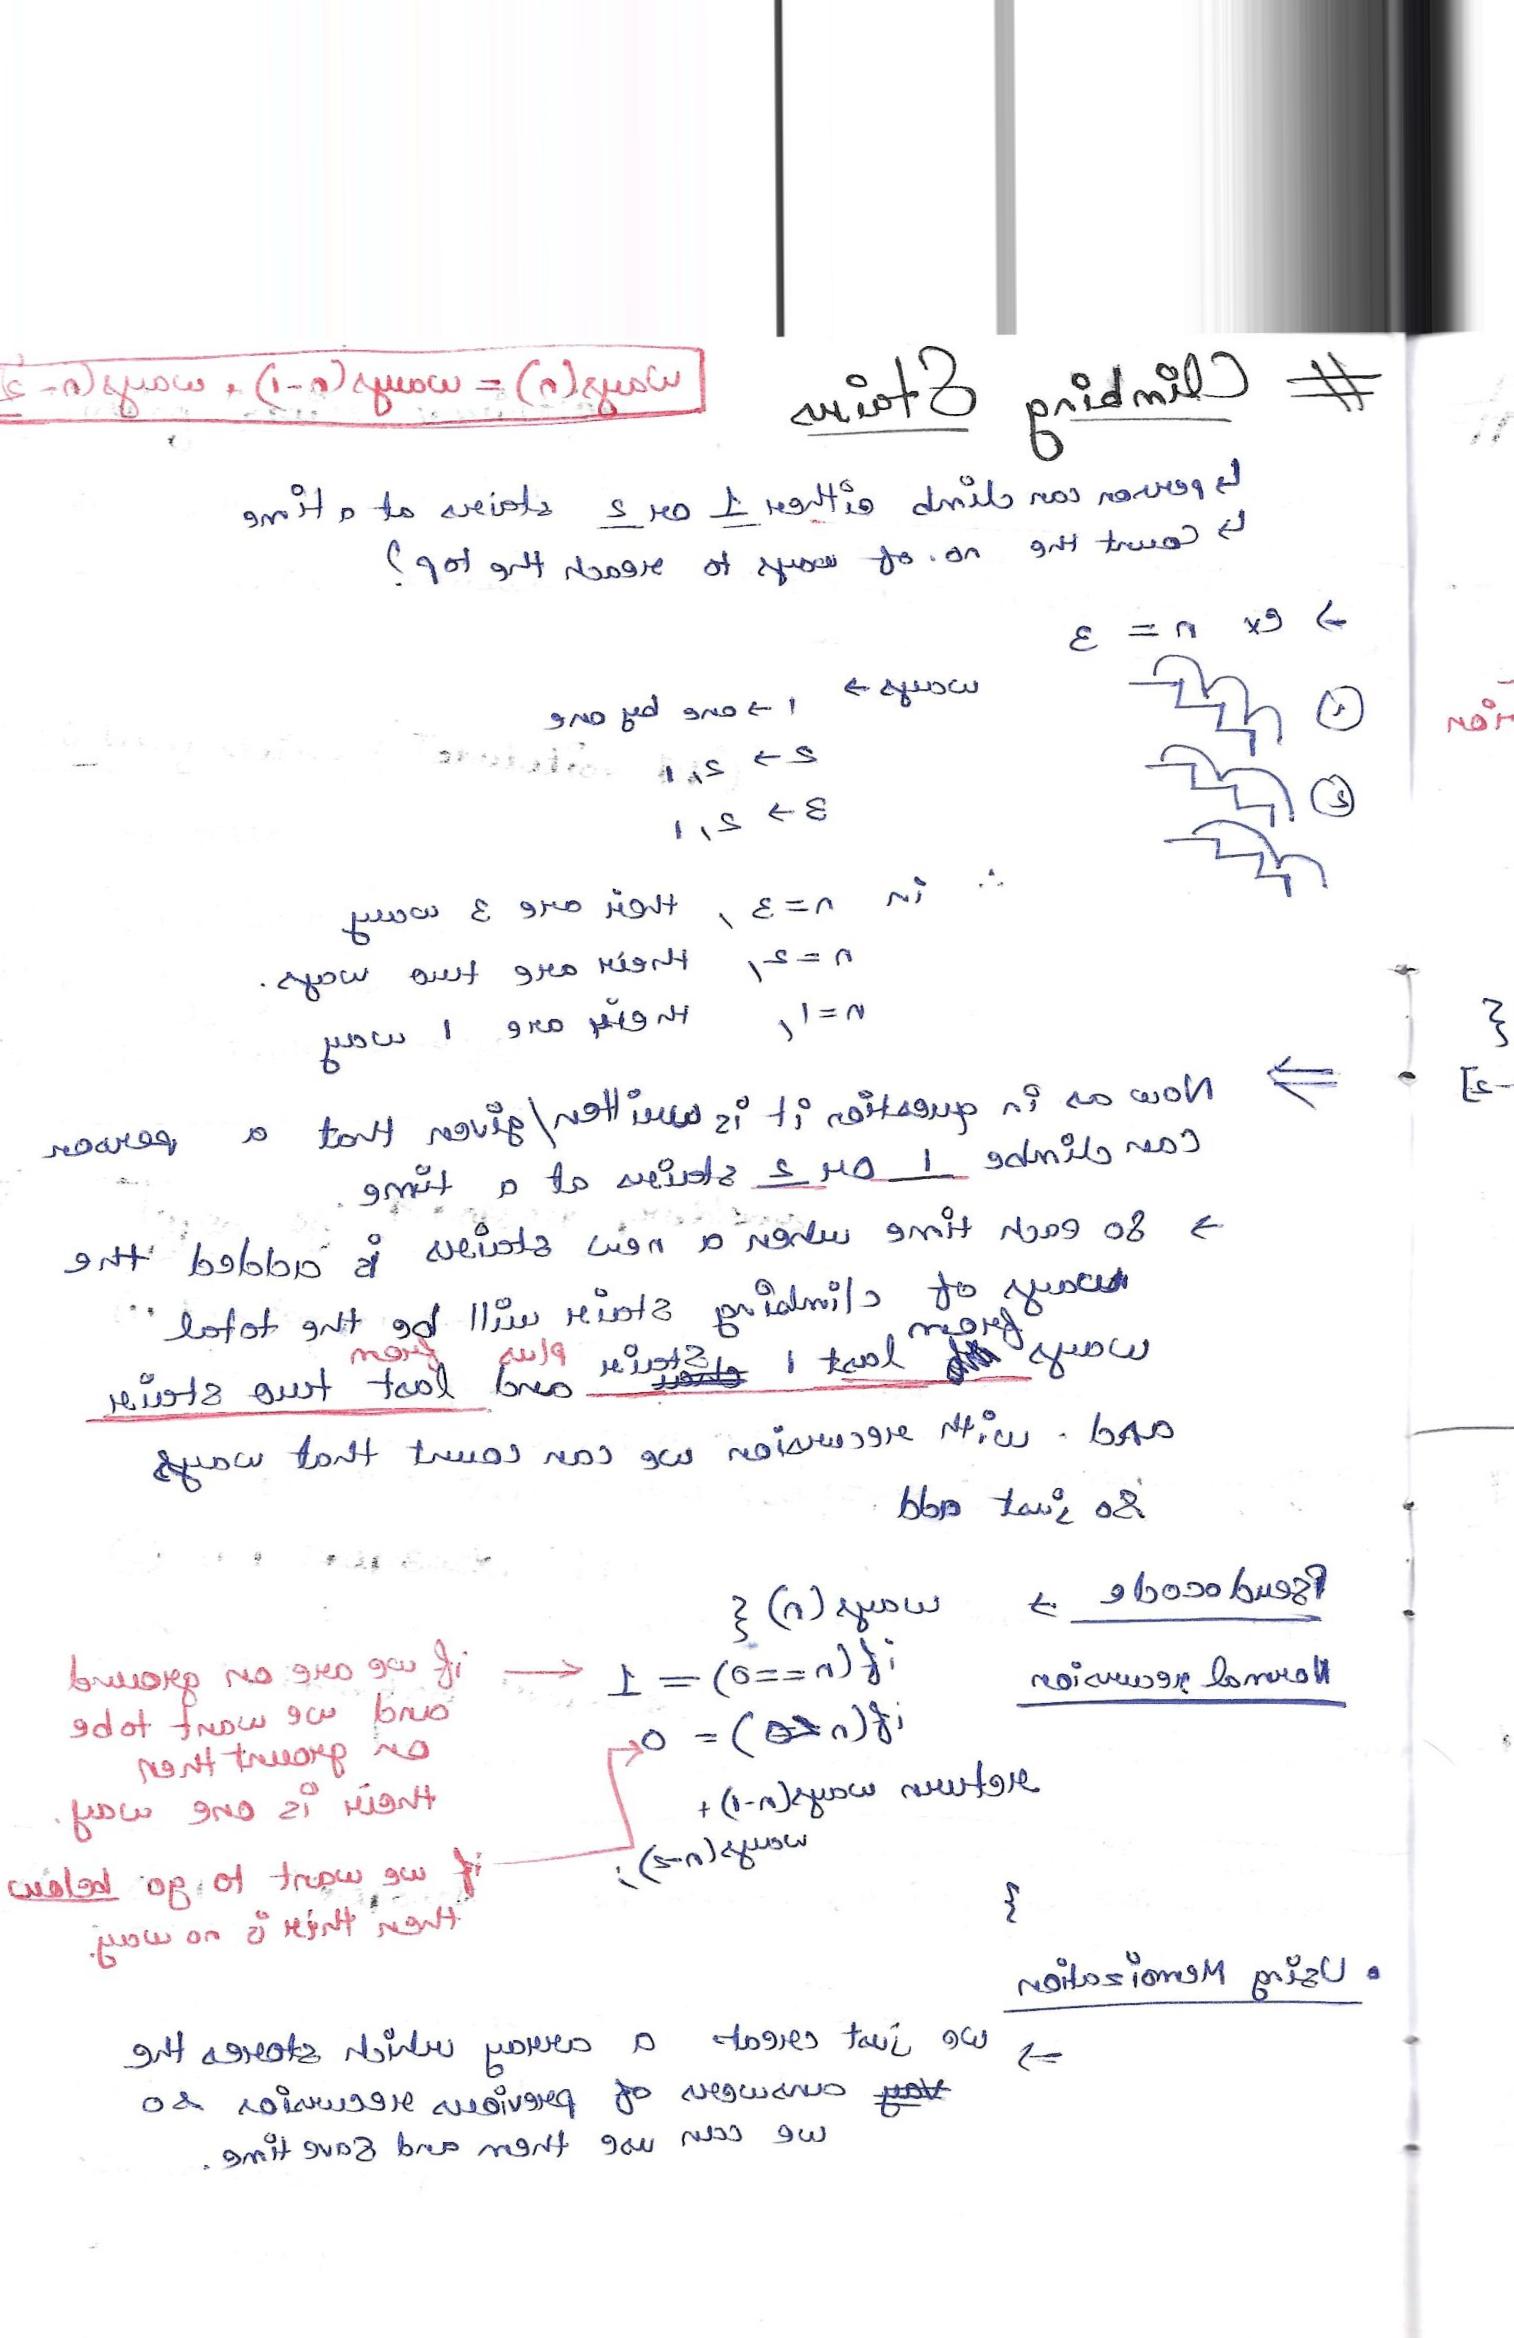 # Climbing Stairs
ways(n) = ways(n-1) + ways(n-2
↳ person can climb either 1 or 2 stairs at a time
↳ Count the no. of ways to reach the top?
→ ex n = 3
① ways → 1 → one by one
② 2 → 2,1
3 → 2,1
∴ in n=3, their are 3 way
n=2, their are two ways.
n=1, their are 1 way
⇒ Now as in question it is written/given that a person
can climbe 1 or 2 stairs at a time.
→ So each time when a new stairs is added the
ways of climbing stair will be the total
ways from last 1 stair plus from
and last two stair
and. with recursion we can count that ways
So just add
Pseudocode → ways(n) {
Normal recursion
if(n==0) = 1
if(n<0) = 0
return ways(n-1) +
ways(n-2);
}
if we are on ground
and we want to be
on grount then
their is one way.
if we want to go below
then their is no way.
• Using Memoization
→ we just creat a array which stores the
answers of previous recursion so
we can use them and save time.
tion
}
-2]